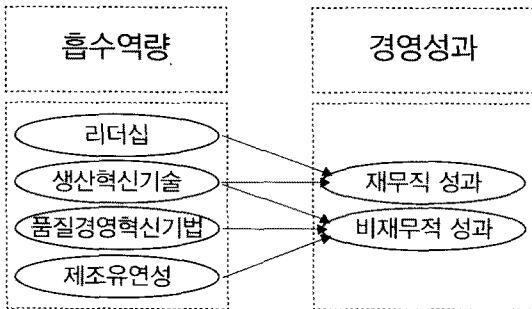 흡수역량
경영성과
리더십
생산혁신기술
품질경영혁신기법
제조유연성
재무직 성과
비재무적 성과